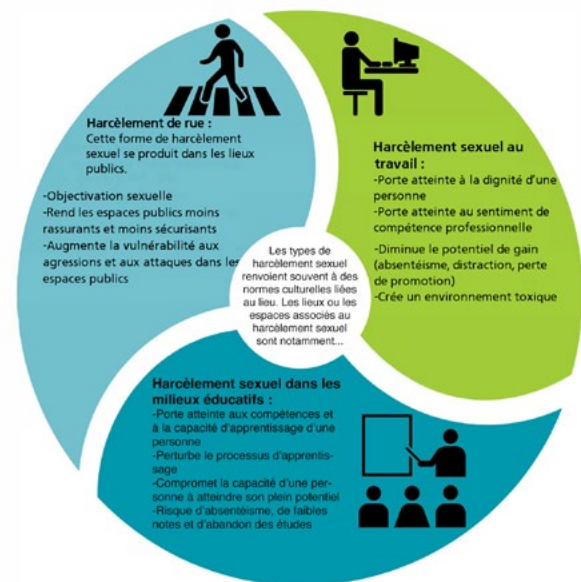 Harcèlement de rue :
Cette forme de harcèlement
sexuel se produit dans les lieux
publics.
-Objectivation sexuelle
-Rend les espaces publics moins
rassurants et moins sécurisants
-Augmente la vulnérabilité aux
agressions et aux attaques dans les
espaces publics
Harcèlement sexuel au
travail :
-Porte atteinte à la dignité d'une
personne
-Porte atteinte au sentiment de
compétence professionnelle
-Diminue le potentiel de gain
(absentéisme, distraction, perte
de promotion)
-Crée un environnement toxique
Les types de
harcèlement sexuel
renvoient souvent à des
normes culturelles liées
au lieu. Les lieux ou les
espaces associés au
harcèlement sexuel
sont notamment...
Harcèlement sexuel dans les
milieux éducatifs :
-Porte atteinte aux compétences et
à la capacité d'apprentissage d'une
personne
-Perturbe le processus d'apprentis-
sage
-Compromet la capacité d'une per-
sonne à atteindre son plein potentiel
-Risque d'absentéisme, de faibles
notes et d'abandon des études